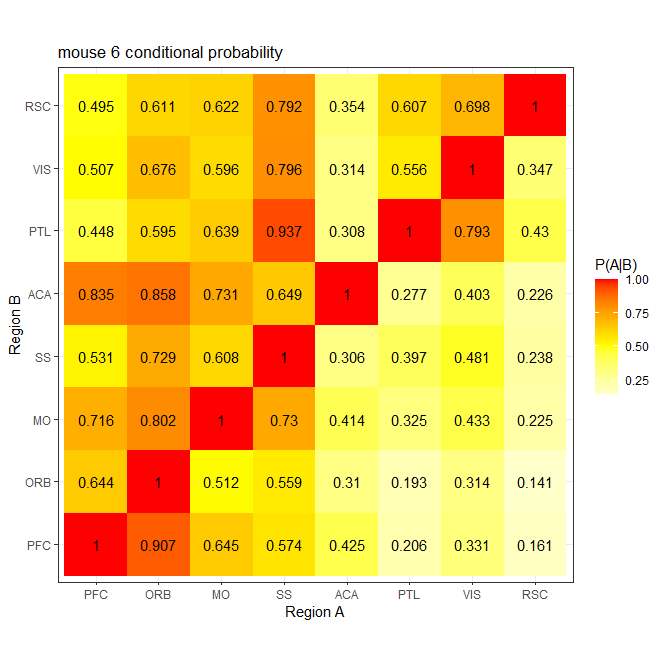 mouse 6 conditional probability
RSC 0.495 0.611 0.622 0.792 0.354 0.607 0.698 1
VIS 0.507 0.676 0.596 0.796 0.314 0.556 1 0.347
PTL 0.448 0.595 0.639 0.937 0.308 1 0.793 0.43
ACA 0.835 0.858 0.731 0.649 1 0.277 0.403 0.226
SS 0.531 0.729 0.608 1 0.306 0.397 0.481 0.238
MO 0.716 0.802 1 0.73 0.414 0.325 0.433 0.225
ORB 0.644 1 0.512 0.559 0.31 0.193 0.314 0.141
PFC 1 0.907 0.645 0.574 0.425 0.206 0.331 0.161
PFC ORB MO SS ACA PTL VIS RSC
Region A
Region B
P(A|B)
1.00
0.75
0.50
0.25